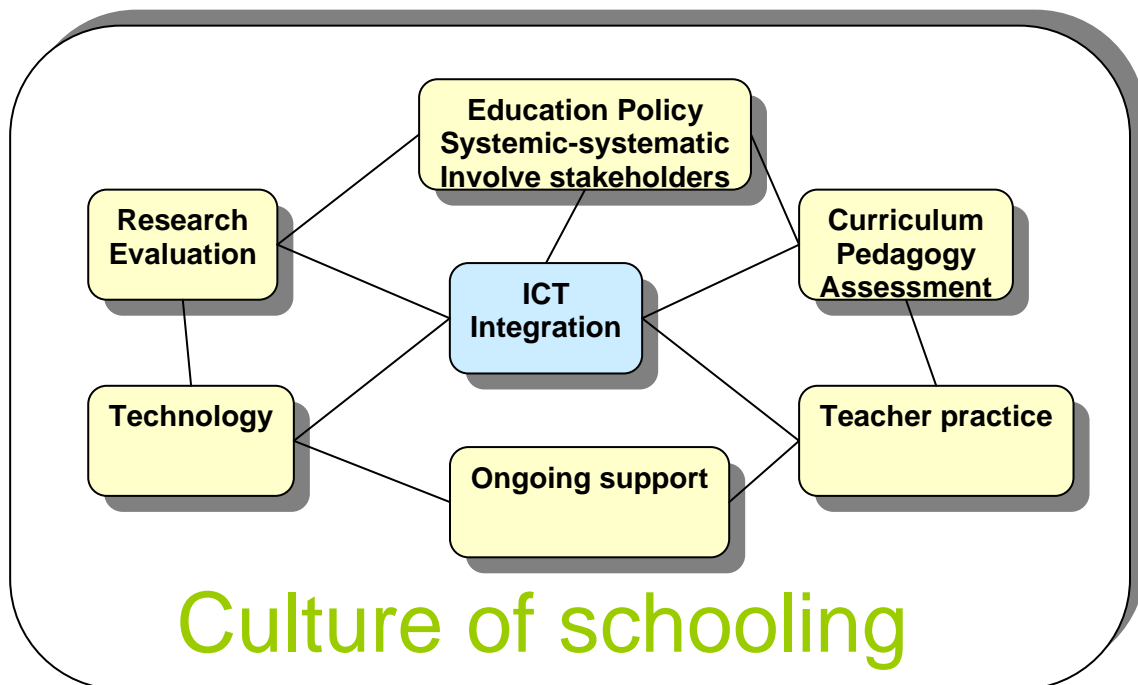 Education Policy
Systemic-systematic
Involve stakeholders
Research
Evaluation
Curriculum
Pedagogy
Assessment
ICT
Integration
Technology
Teacher practice
Ongoing support
Culture of schooling